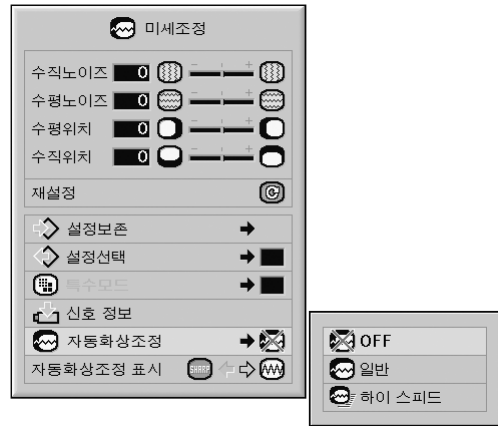 미세조정
수직노이즈 0 - +
수평노이즈 0 - +
수평위치 0 - +
수직위치 0 - +
재설정
설정보존
설정선택
특수모드
신호 정보
자동화상조정
자동화상조정 표시 SHARP
OFF
일반
하이 스피드